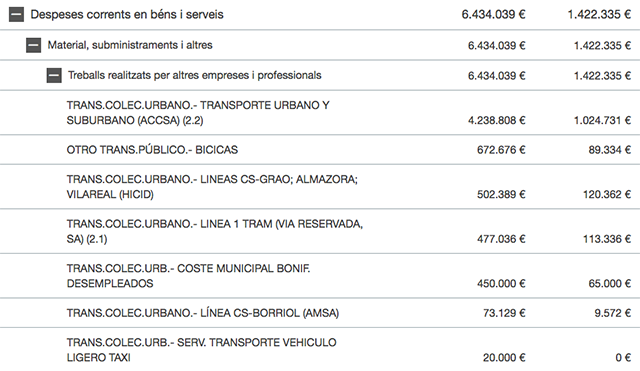 Despeses corrents en béns i serveis 6.434.039 € 1.422.335 €
Material, subministraments i altres 6.434.039 € 1.422.335 €
Treballs realitzats per altres empreses i professionals 6.434.039 € 1.422.335 €
TRANS.COLEC.URBANO.- TRANSPORTE URBANO Y
SUBURBANO (ACCSA) (2.2) 4.238.808 € 1.024.731 €
OTRO TRANS.PÚBLICO.- BICICAS 672.676 € 89.334 €
TRANS.COLEC.URBANO.- LINEAS CS-GRAO; ALMAZORA;
VILAREAL (HICID) 502.389 € 120.362 €
TRANS.COLEC.URBANO.- LINEA 1 TRAM (VIA RESERVADA,
SA) (2.1) 477.036 € 113.336 €
TRANS.COLEC.URB.- COSTE MUNICIPAL BONIF.
DESEMPLEADOS 450.000 € 65.000 €
TRANS.COLEC.URBANO.- LÍNEA CS-BORRIOL (AMSA) 73.129 € 9.572 €
TRANS.COLEC.URB.- SERV. TRANSPORTE VEHICULO
LIGERO TAXI 20.000 € 0 €